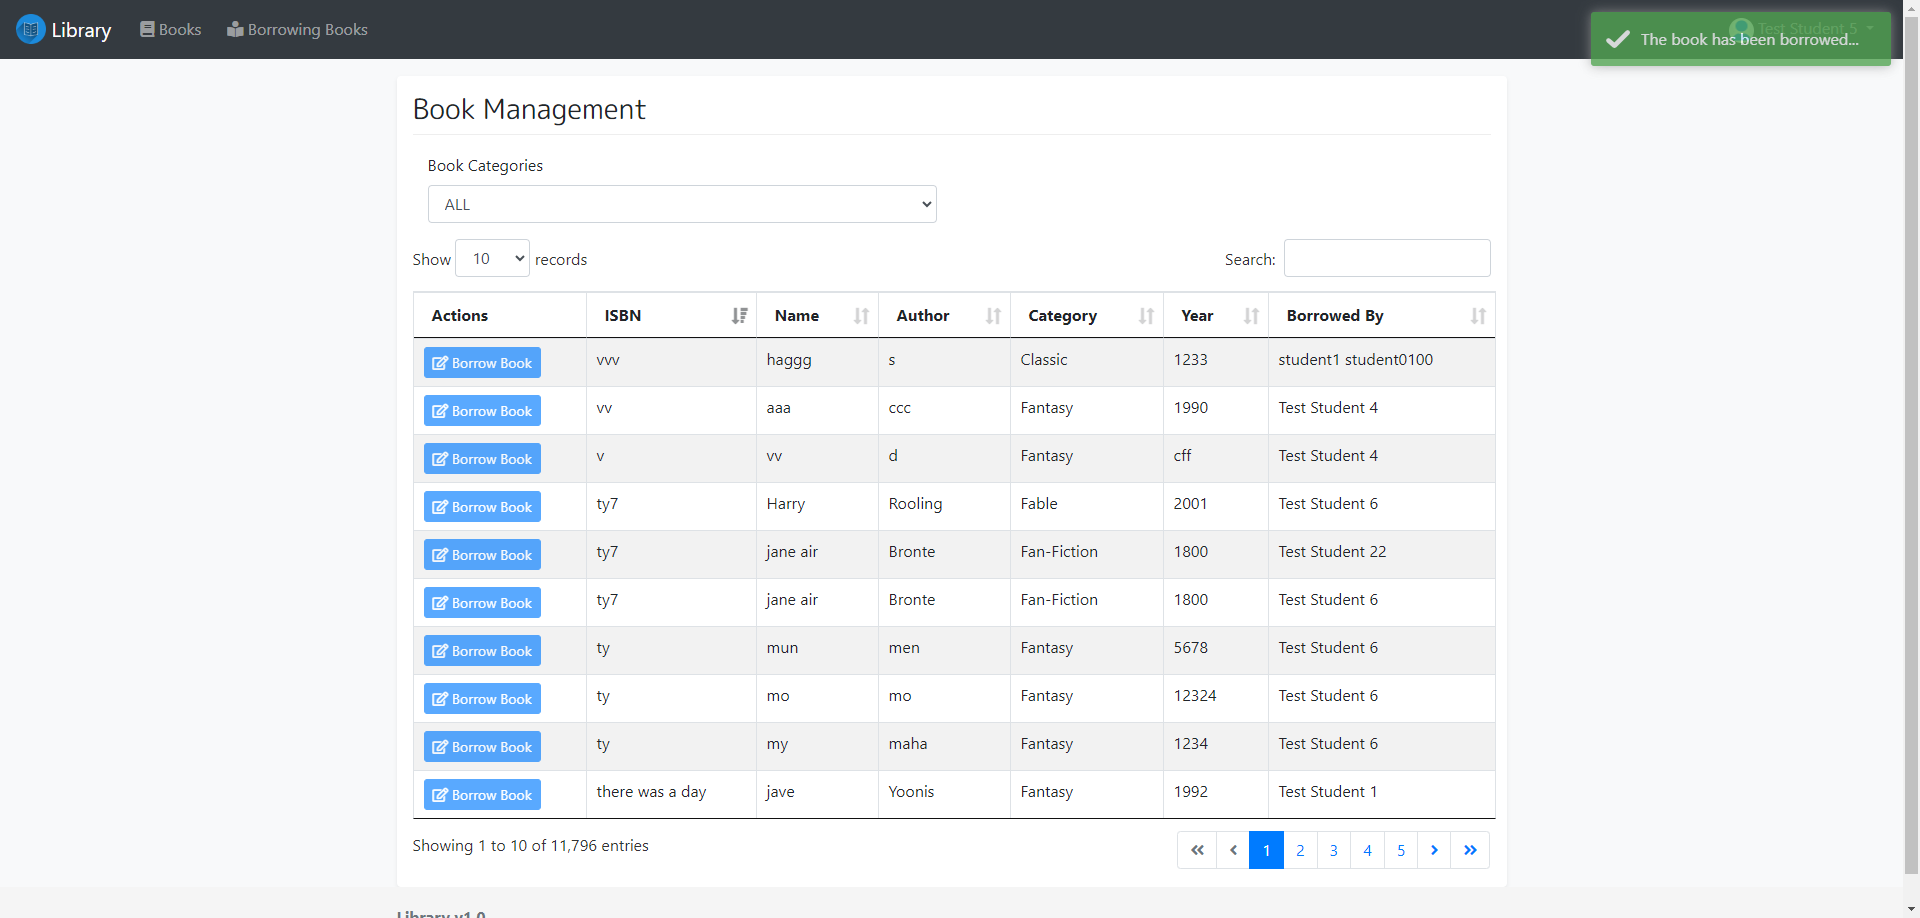 Library Books Borrowing Books Test Student 5
The book has been borrowed...
Book Management
Book Categories
ALL
Show 10 records Search:
Actions ISBN Name Author Category Year Borrowed By
Borrow Book vvv haggg s Classic 1233 student1 student0100
Borrow Book vv aaa ccc Fantasy 1990 Test Student 4
Borrow Book v vv d Fantasy cff Test Student 4
Borrow Book ty7 Harry Rooling Fable 2001 Test Student 6
Borrow Book ty7 jane air Bronte Fan-Fiction 1800 Test Student 22
Borrow Book ty7 jane air Bronte Fan-Fiction 1800 Test Student 6
Borrow Book ty mun men Fantasy 5678 Test Student 6
Borrow Book ty mo mo Fantasy 12324 Test Student 6
Borrow Book ty my maha Fantasy 1234 Test Student 6
Borrow Book there was a day jave Yoonis Fantasy 1992 Test Student 1
Showing 1 to 10 of 11,796 entries « ‹ 1 2 3 4 5 › »
Library v1.0